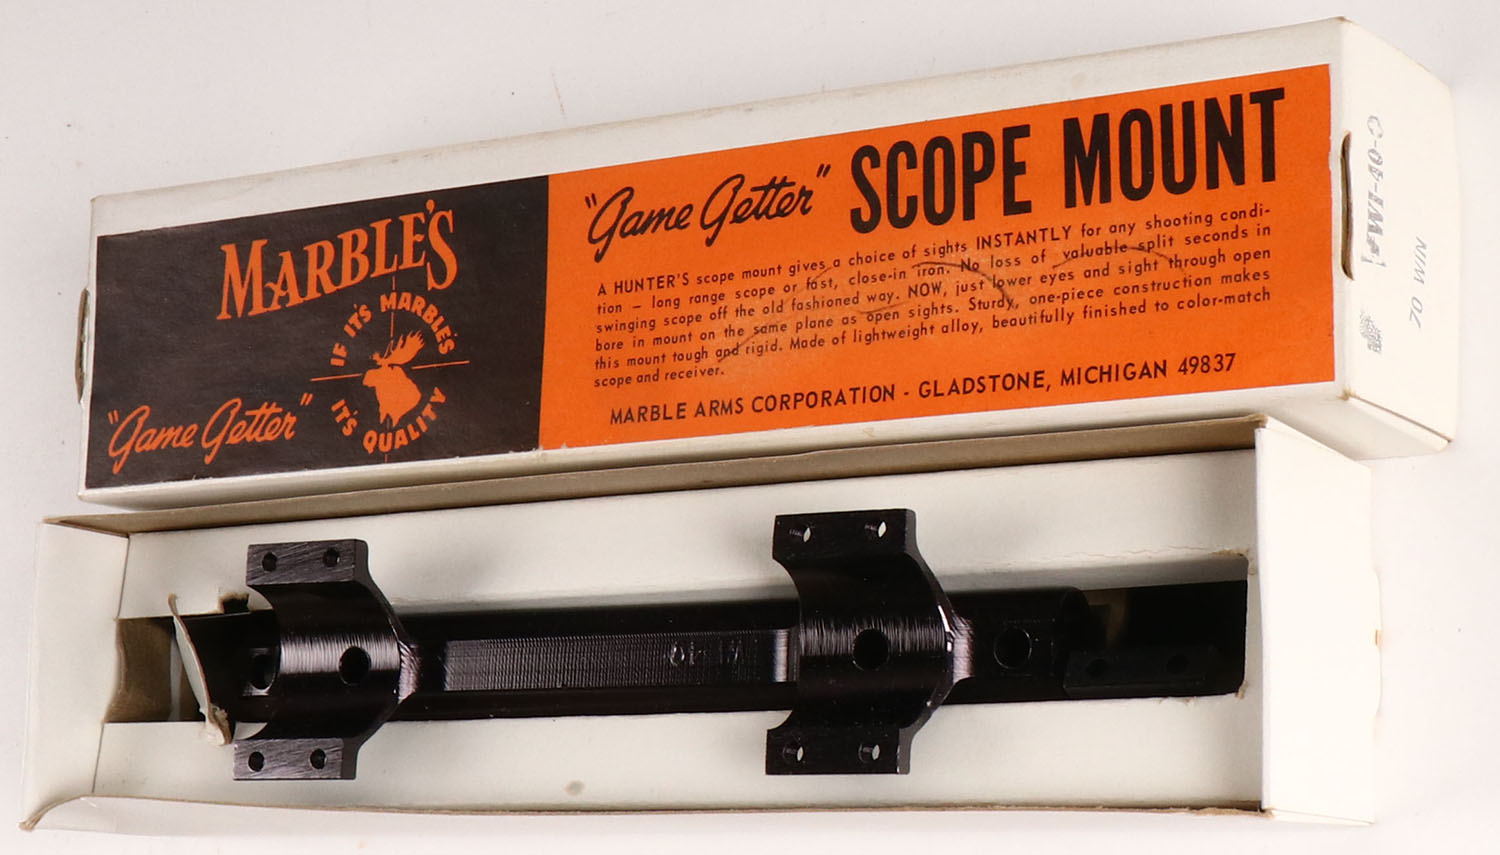 MARBLE'S
IF IT'S MARBLE'S
IT'S QUALITY
"Game Getter"
"Game Getter" SCOPE MOUNT
A HUNTER'S scope mount gives a choice of sights INSTANTLY for any shooting condi-
tion – long range scope or fast, close-in iron. No loss of valuable split seconds in
swinging scope off the old fashioned way. NOW, just lower eyes and sight through open
bore in mount on the same plane as open sights. Sturdy, one-piece construction makes
this mount tough and rigid. Made of lightweight alloy, beautifully finished to color-match
scope and receiver.
MARBLE ARMS CORPORATION - GLADSTONE, MICHIGAN 49837
70 WIN